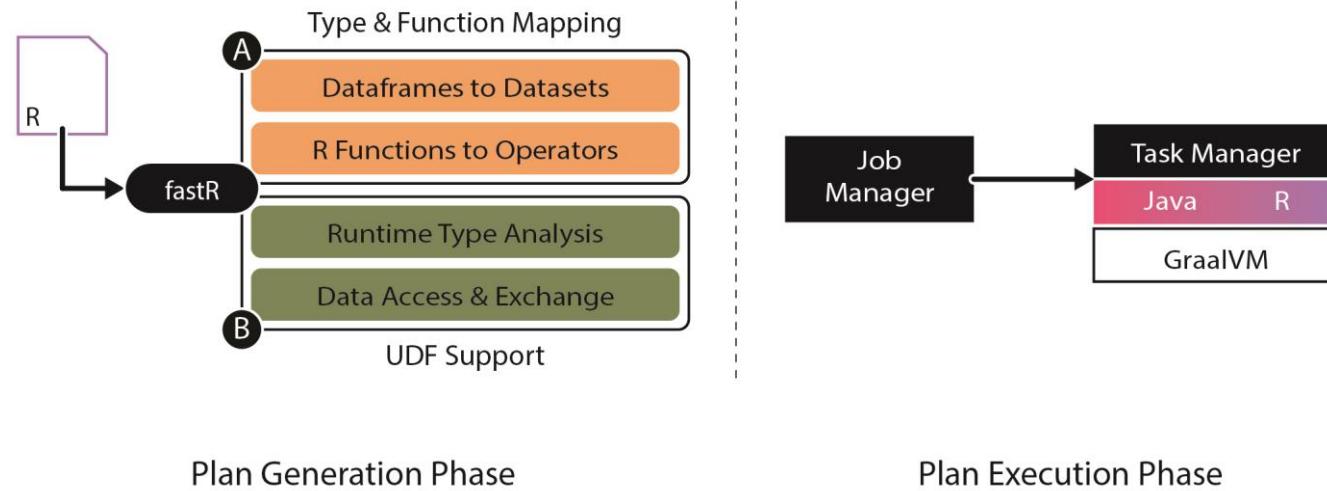 Type & Function Mapping
A
Dataframes to Datasets
R
R Functions to Operators
fastR
Runtime Type Analysis
Data Access & Exchange
B
UDF Support
Job
Manager
Task Manager
Java R
GraalVM
Plan Generation Phase
Plan Execution Phase